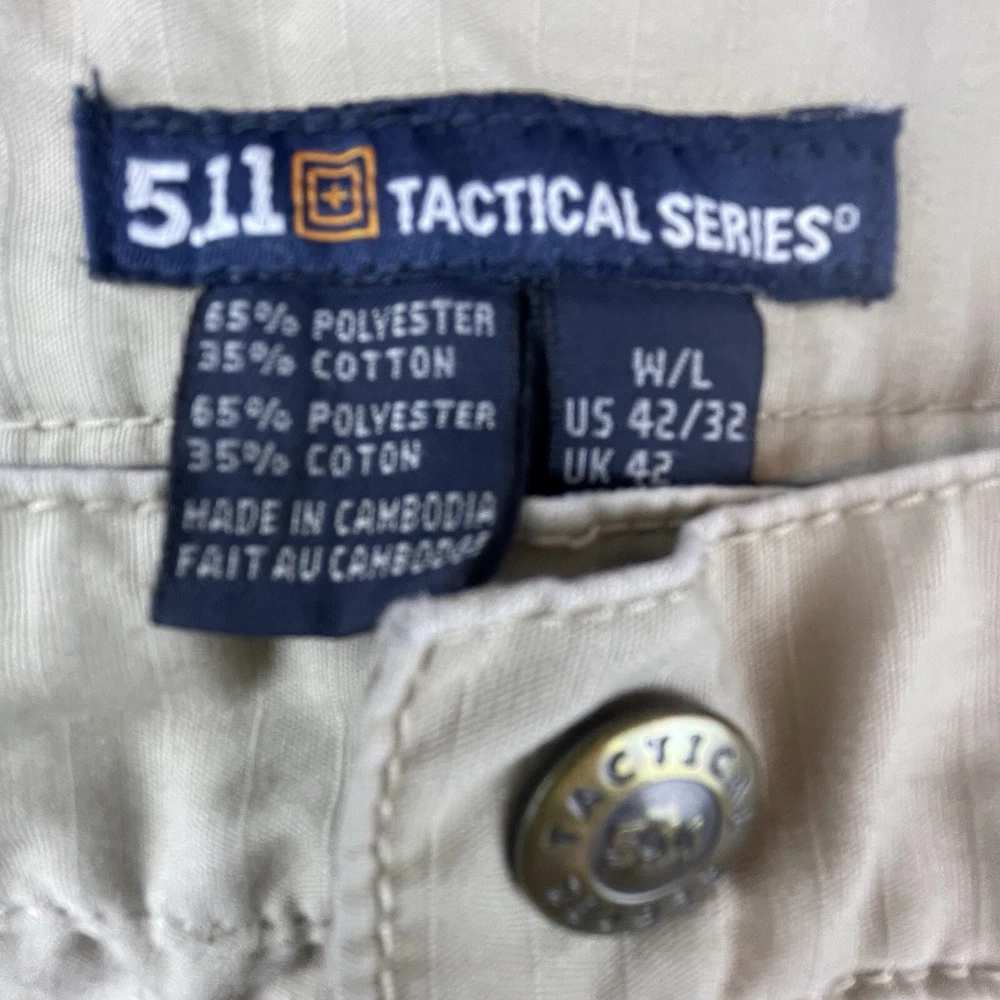 5.11 TACTICAL SERIES
65% POLYESTER
35% COTTON
65% POLYESTER
35% COTON
MADE IN CAMBODIA
FAIT AU CAMBODGE
W/L
US 42/32
UK 42
TACTICAL
5.11
SERIES